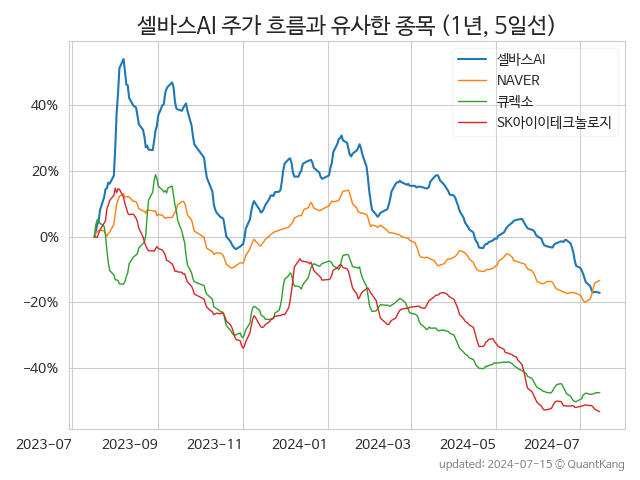 셀바스AI 주가 흐름과 유사한 종목 (1년, 5일선)
셀바스AI
NAVER
큐렉소
SK아이이테크놀로지
40%
20%
0%
−20%
−40%
2023-07 2023-09 2023-11 2024-01 2024-03 2024-05 2024-07
updated: 2024-07-15 © QuantKang